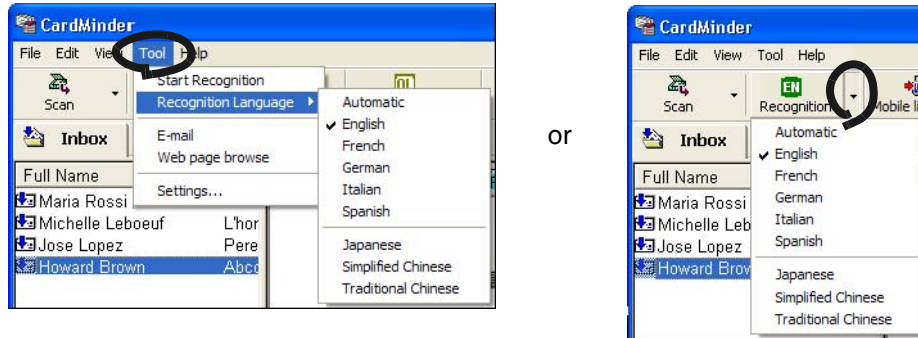 CardMinder
File Edit View Tool Help
Scan
Start Recognition
Recognition Language
E-mail
Web page browse
Settings...
Automatic
English
French
German
Italian
Spanish
Japanese
Simplified Chinese
Traditional Chinese
Inbox
Full Name
Maria Rossi
Michelle Leboeuf L'hor
Jose Lopez Pere
Howard Brown Abco
or
CardMinder
File Edit View Tool Help
Scan
EN
Recognition
Mobile li
Automatic
English
French
German
Italian
Spanish
Japanese
Simplified Chinese
Traditional Chinese
Inbox
Full Name
Maria Rossi
Michelle Leb
Jose Lopez
Howard Brow